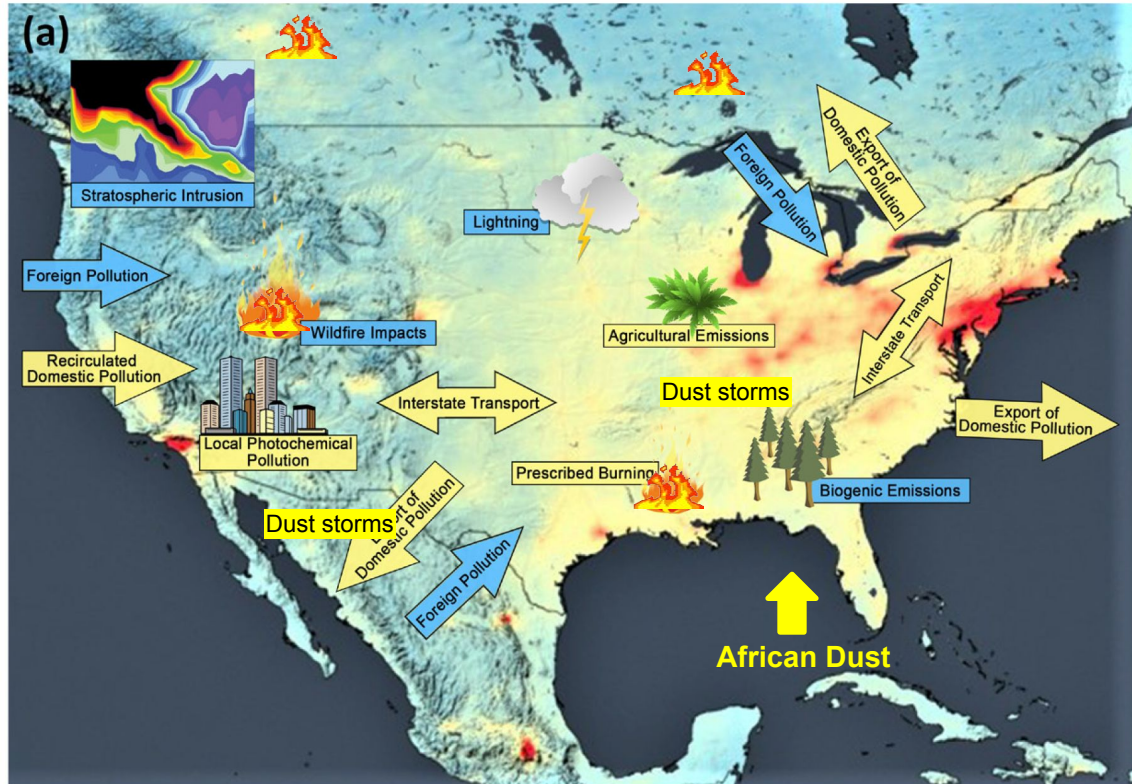 (a)
Stratospheric Intrusion
Export of
Domestic Pollution
Foreign Pollution
Lightning
Foreign Pollution
Wildfire Impacts
Agricultural Emissions
Interstate Transport
Recirculated
Domestic Pollution
Interstate Transport
Dust storms
Export of
Domestic Pollution
Local Photochemical
Pollution
Prescribed Burning
Biogenic Emissions
Dust storms
of
Domestic Pollution
Foreign Pollution
African Dust